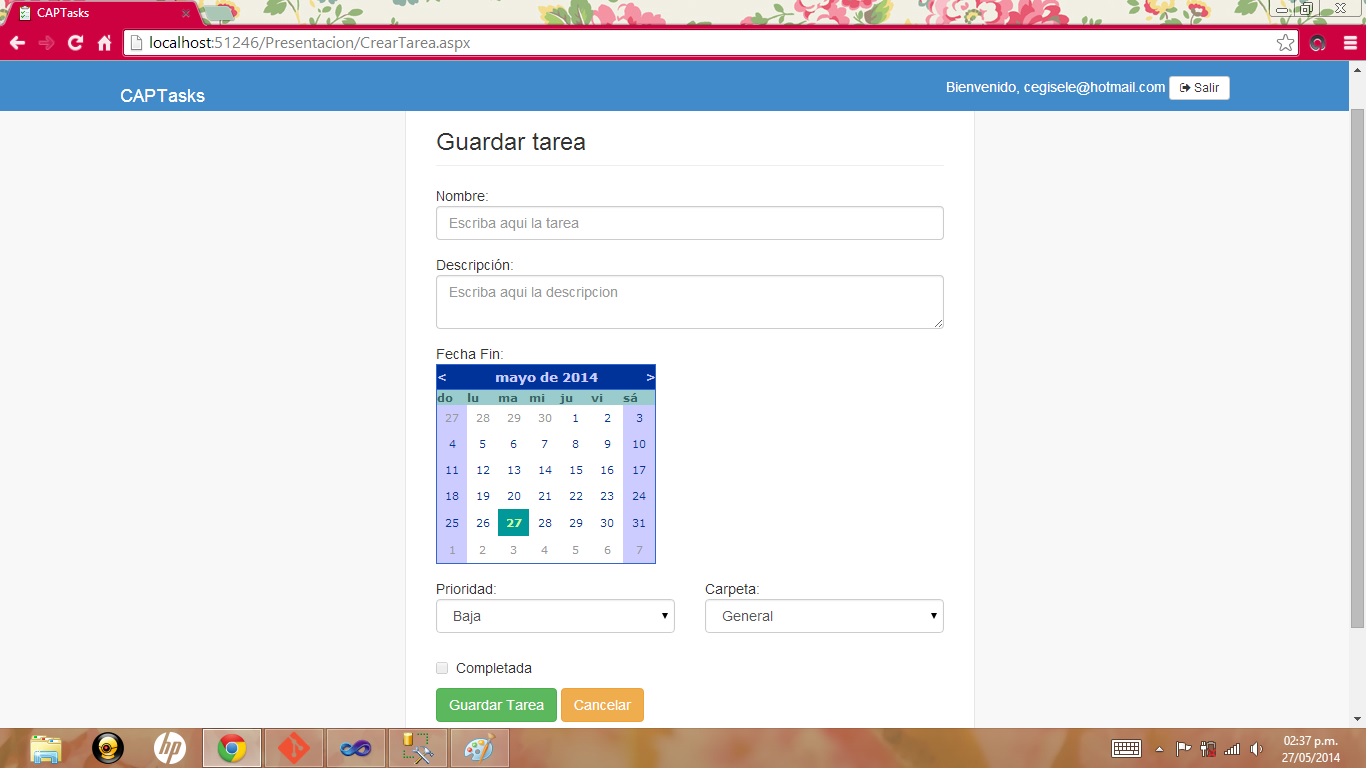 CAPTasks
localhost:51246/Presentacion/CrearTarea.aspx
CAPTasks
Bienvenido, cegisele@hotmail.com Salir
Guardar tarea
Nombre:
Escriba aqui la tarea
Descripción:
Escriba aqui la descripcion
Fecha Fin:
< mayo de 2014 >
do lu ma mi ju vi sá
27 28 29 30 1 2 3
4 5 6 7 8 9 10
11 12 13 14 15 16 17
18 19 20 21 22 23 24
25 26 27 28 29 30 31
1 2 3 4 5 6 7
Prioridad: Carpeta:
Baja General
Completada
Guardar Tarea Cancelar
hp
02:37 p.m.
27/05/2014